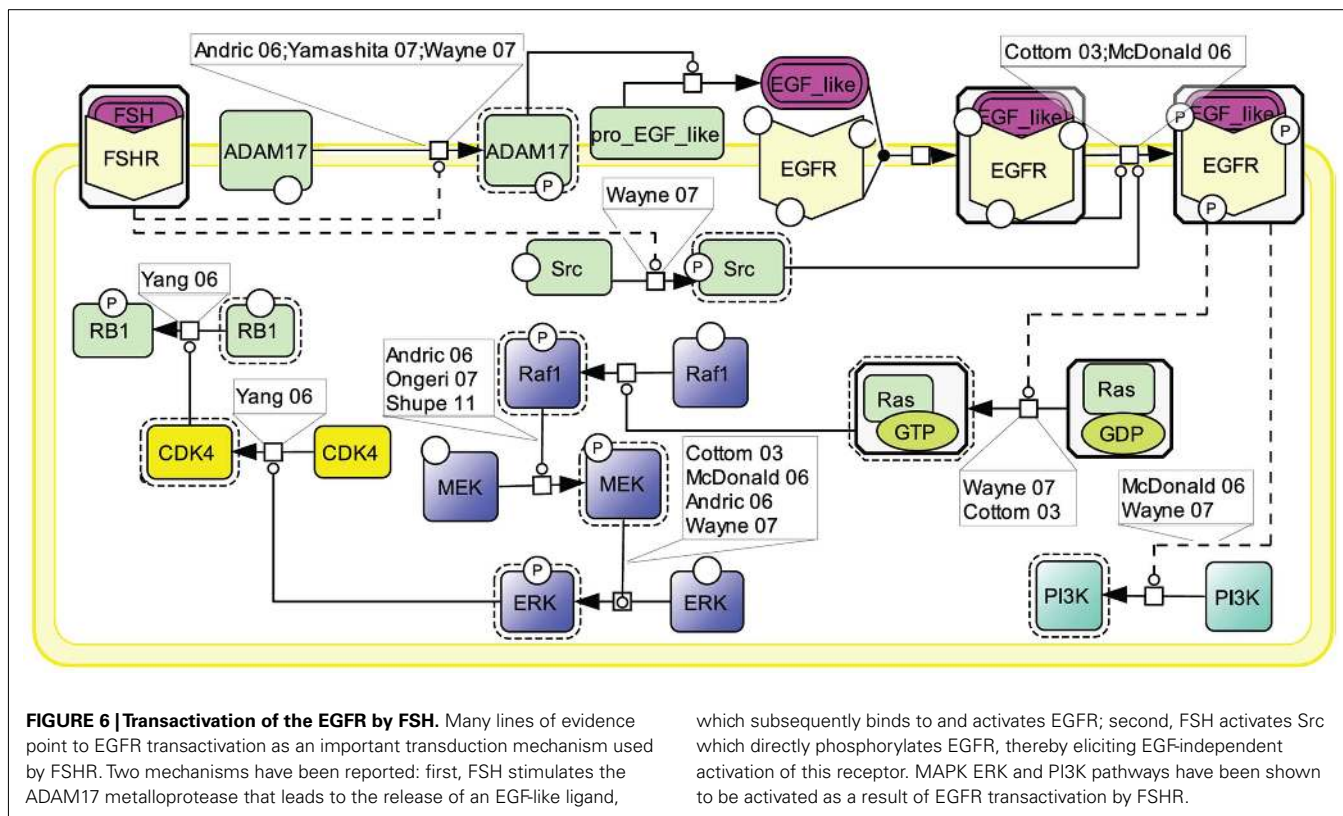 Andric 06;Yamashita 07;Wayne 07
Cottom 03;McDonald 06
FSH
FSHR
ADAM17
ADAM17
P
pro_EGF_like
EGF_like
EGFR
EGF_like
EGFR
EGF_like
P
P
EGFR
P
Wayne 07
Src
P
Src
Yang 06
P
RB1
RB1
Andric 06
Ongeri 07
Shupe 11
P
Raf1
Raf1
Ras
GTP
Ras
GDP
Yang 06
CDK4
CDK4
MEK
P
MEK
Cottom 03
McDonald 06
Andric 06
Wayne 07
Wayne 07
Cottom 03
McDonald 06
Wayne 07
P
ERK
ERK
PI3K
PI3K
FIGURE 6 | Transactivation of the EGFR by FSH. Many lines of evidence
point to EGFR transactivation as an important transduction mechanism used
by FSHR. Two mechanisms have been reported: first, FSH stimulates the
ADAM17 metalloprotease that leads to the release of an EGF-like ligand,
which subsequently binds to and activates EGFR; second, FSH activates Src
which directly phosphorylates EGFR, thereby eliciting EGF-independent
activation of this receptor. MAPK ERK and PI3K pathways have been shown
to be activated as a result of EGFR transactivation by FSHR.